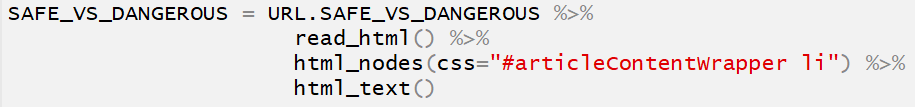 SAFE_VS_DANGEROUS = URL.SAFE_VS_DANGEROUS %>%
read_html() %>%
html_nodes(css="#articleContentWrapper li") %>%
html_text()